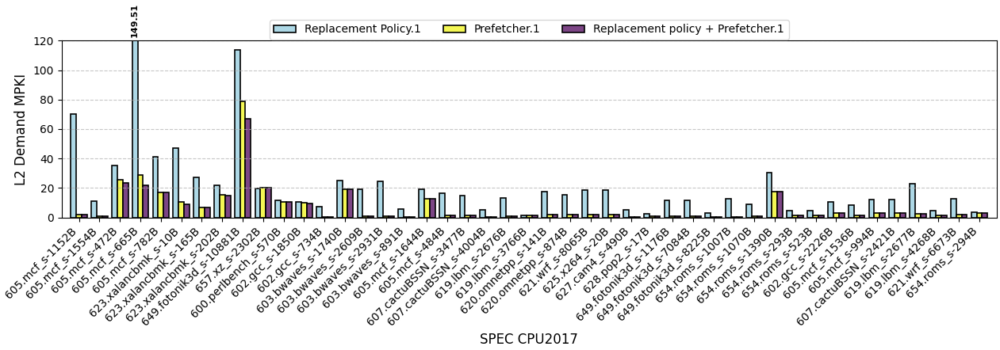 149.51
Replacement Policy.1
Prefetcher.1
Replacement policy + Prefetcher.1
L2 Demand MPKI
120
100
80
60
40
20
0
605.mcf_s-1152B
605.mcf_s-1554B
605.mcf_s-472B
605.mcf_s-665B
605.mcf_s-782B
623.xalancbmk_s-10B
623.xalancbmk_s-165B
623.xalancbmk_s-202B
649.fotonik3d_s-10881B
657.xz_s-2302B
600.perlbench_s-570B
602.gcc_s-1850B
602.gcc_s-734B
603.bwaves_s-1740B
603.bwaves_s-2609B
603.bwaves_s-2931B
603.bwaves_s-891B
605.mcf_s-1644B
605.mcf_s-484B
607.cactuBSSN_s-3477B
607.cactuBSSN_s-4004B
619.lbm_s-2676B
619.lbm_s-3766B
620.omnetpp_s-141B
620.omnetpp_s-874B
621.wrf_s-8065B
625.x264_s-20B
627.cam4_s-490B
628.pop2_s-17B
649.fotonik3d_s-1176B
649.fotonik3d_s-7084B
649.fotonik3d_s-8225B
654.roms_s-1007B
654.roms_s-1070B
654.roms_s-1390B
654.roms_s-293B
654.roms_s-523B
602.gcc_s-2226B
605.mcf_s-1536B
605.mcf_s-994B
607.cactuBSSN_s-2421B
619.lbm_s-2677B
619.lbm_s-4268B
621.wrf_s-6673B
654.roms_s-294B
SPEC CPU2017